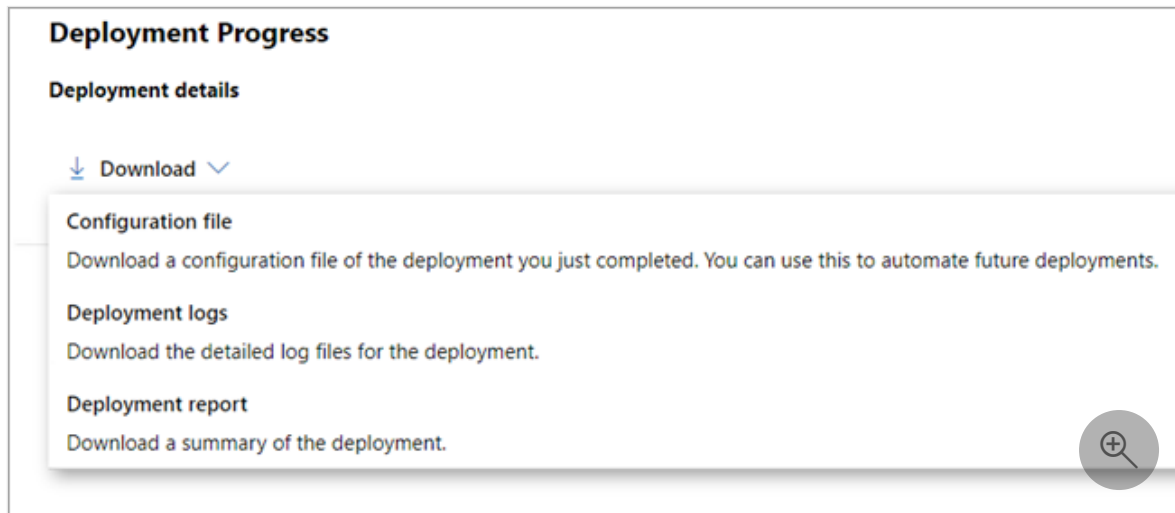 Deployment Progress
Deployment details
Download
Configuration file
Download a configuration file of the deployment you just completed. You can use this to automate future deployments.
Deployment logs
Download the detailed log files for the deployment.
Deployment report
Download a summary of the deployment.